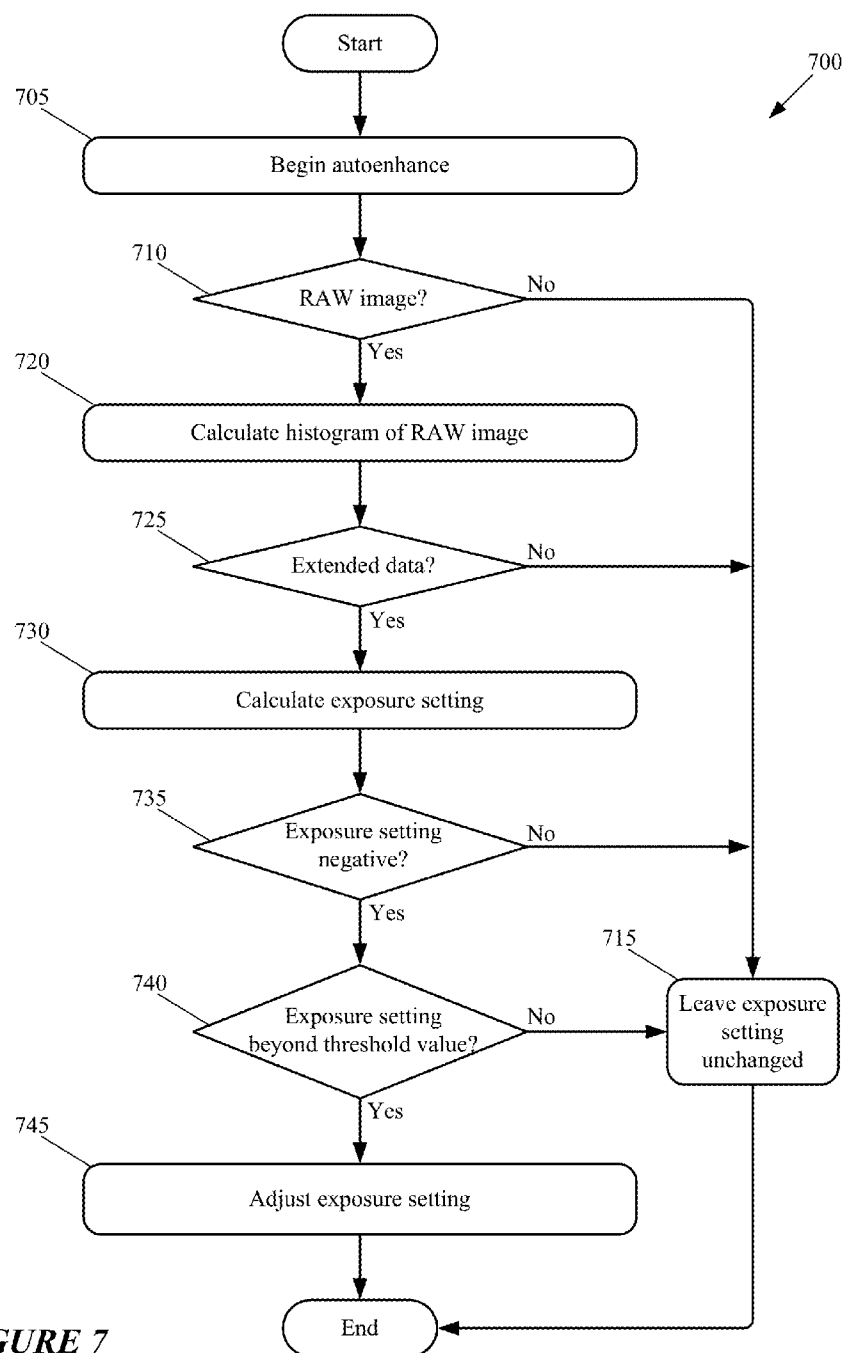 Start
700
705
Begin autoenhance
710
RAW image?
No
Yes
720
Calculate histogram of RAW image
725
Extended data?
No
Yes
730
Calculate exposure setting
735
Exposure setting
negative?
No
Yes
715
Leave exposure
setting
unchanged
740
Exposure setting
beyond threshold value?
No
Yes
745
Adjust exposure setting
End
GURE 7